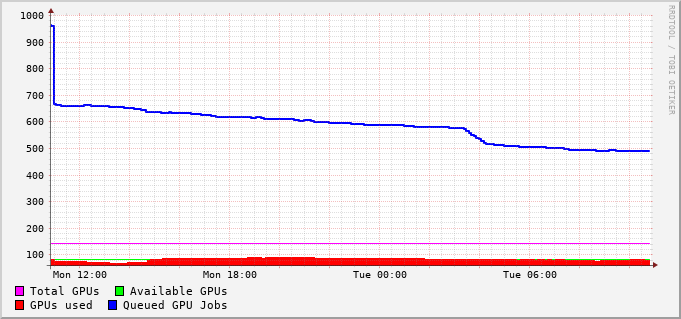 1000
900
800
700
600
500
400
300
200
100
Mon 12:00 Mon 18:00 Tue 00:00 Tue 06:00
Total GPUs Available GPUs
GPUs used Queued GPU Jobs
RRDTOOL / TOBI OETIKER